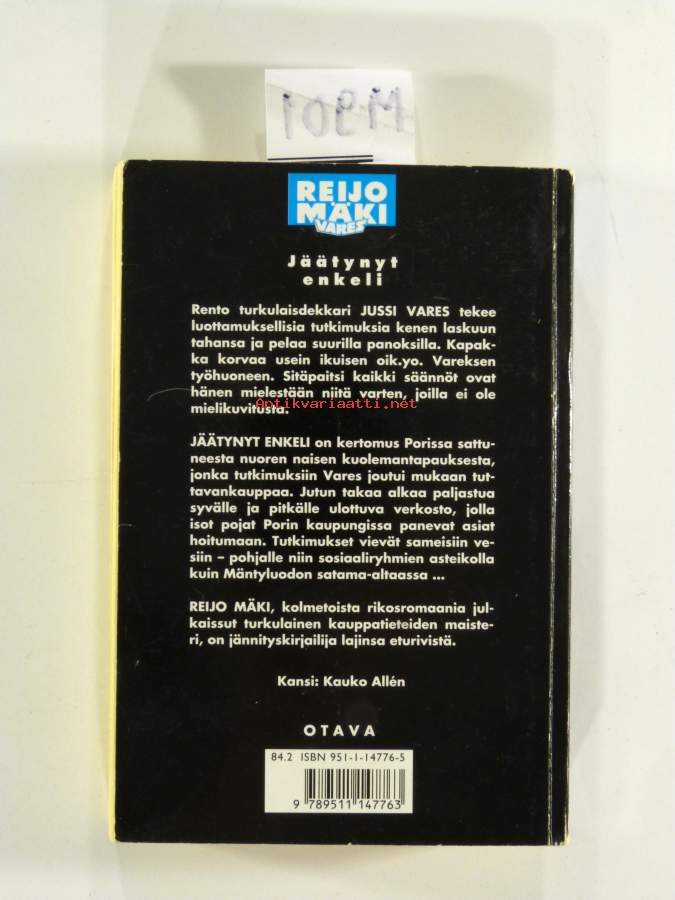 M901
REIJO
MÄKI
VARES
Jäätynyt
enkeli
Rento turkulaisdekkari JUSSI VARES tekee
luottamuksellisia tutkimuksia kenen laskuun
tahansa ja pelaa suurilla panoksilla. Kapak-
ka korvaa usein ikuisen oik.yo. Vareksen
työhuoneen. Sitäpaitsi kaikki säännöt ovat
hänen mielestään niitä varten, joilla ei ole
Antikvariaatti.net
mielikuvitusta.
JÄÄTYNYT ENKELI on kertomus Porissa sattu-
neesta nuoren naisen kuolemantapauksesta,
jonka tutkimuksiin Vares joutui mukaan tut-
tavankauppaa. Jutun takaa alkaa paljastua
syvälle ja pitkälle ulottuva verkosto, jolla
isot pojat Porin kaupungissa panevat asiat
hoitumaan. Tutkimukset vievät sameisiin ve-
siin – pohjalle niin sosiaaliryhmien asteikolla
kuin Mäntyluodon satama-altaassa ...
REIJO MÄKI, kolmetoista rikosromaania jul-
kaissut turkulainen kauppatieteiden maiste-
ri, on jännityskirjailija lajinsa eturivistä.
Kansi: Kauko Allén
OTAVA
84.2 ISBN 951-1-14776-5
9 789511 147763